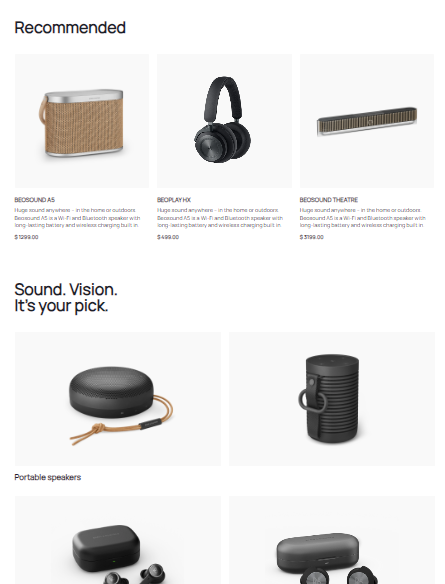 Recommended
BEOSOUND A5
Huge sound anywhere – in the home or outdoors
Beosound A5 is a Wi-Fi and Bluetooth speaker with
long-lasting battery and wireless charging built in
$1299.00
BEOPLAY HX
Huge sound anywhere – in the home or outdoors
Beosound A5 is a Wi-Fi and Bluetooth speaker with
long-lasting battery and wireless charging built in
$499.00
BEOSOUND THEATRE
Huge sound anywhere – in the home or outdoors
Beosound A5 is a Wi-Fi and Bluetooth speaker with
long-lasting battery and wireless charging built in
$3199.00
Sound. Vision.
It's your pick.
Portable speakers